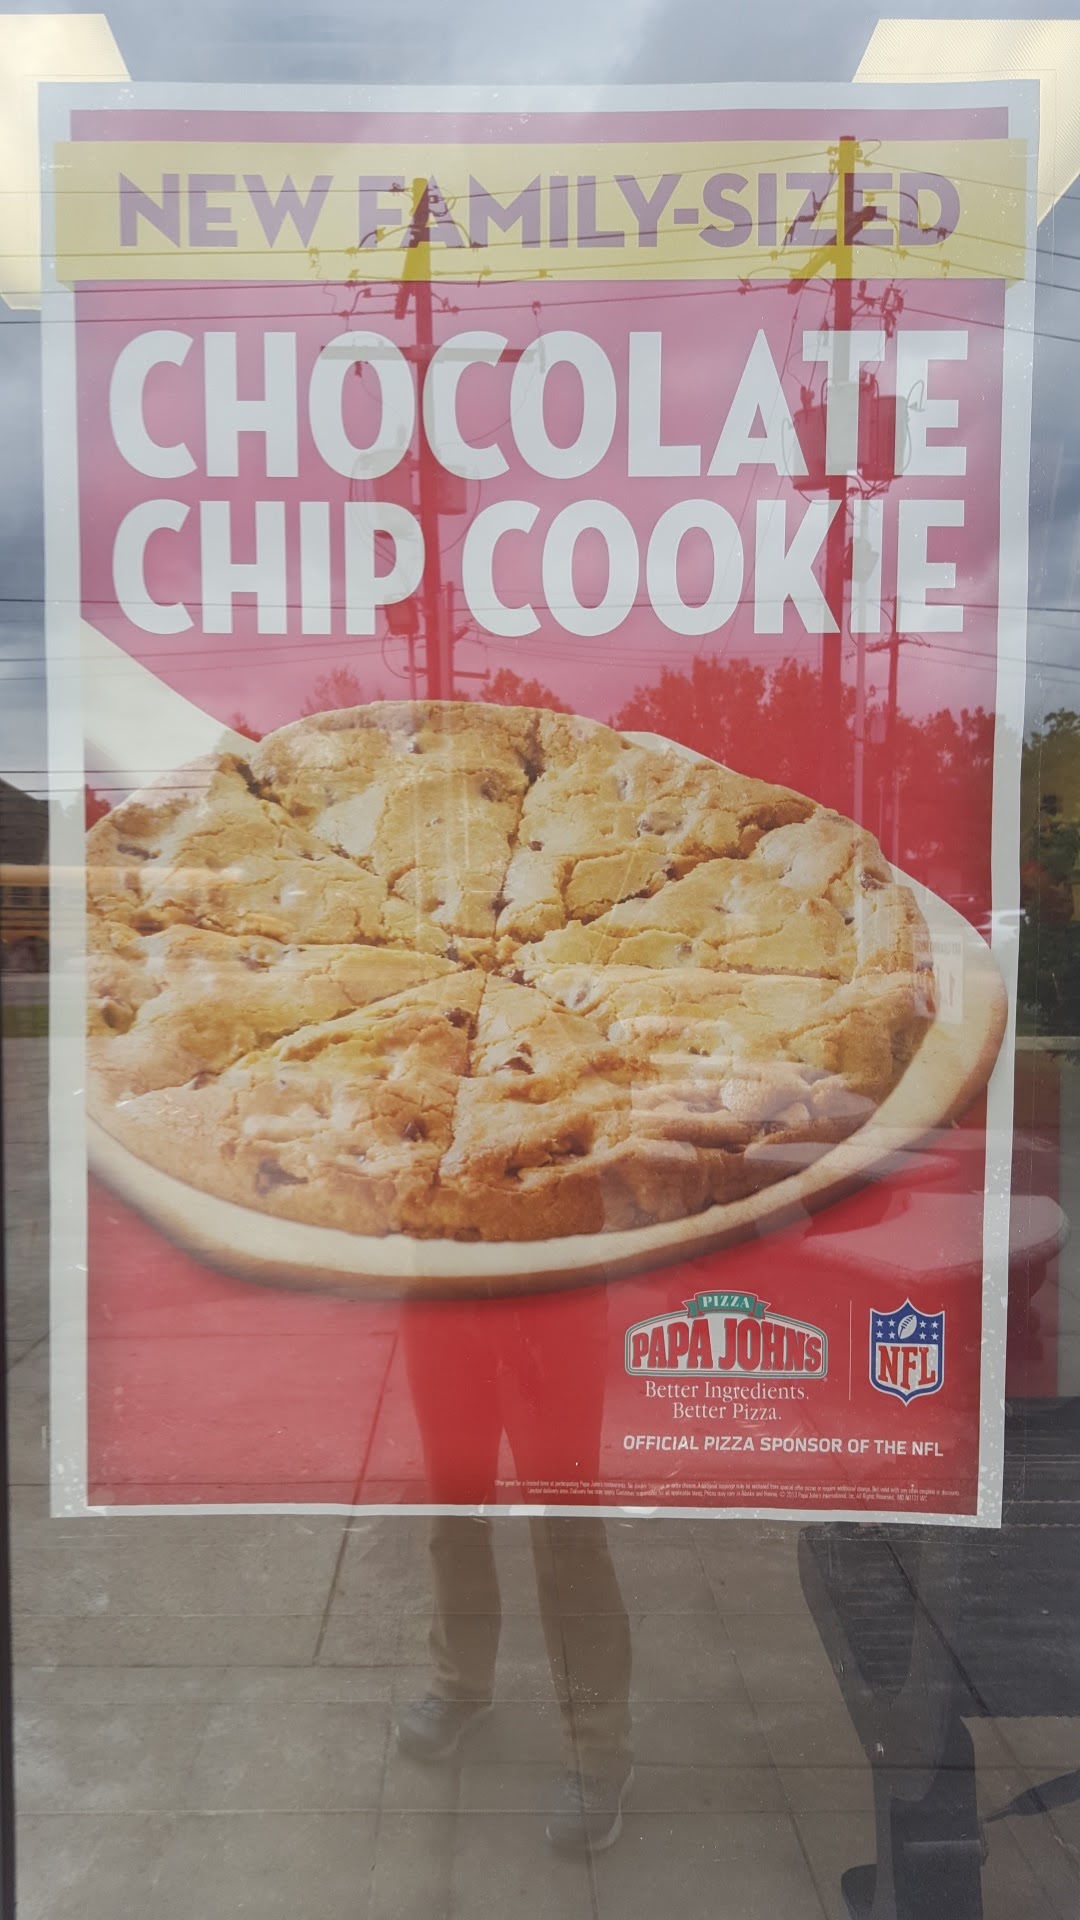 NEW FAMILY-SIZED
CHOCOLATE
CHIP COOKIE
PIZZA
PAPA JOHN'S
Better Ingredients.
Better Pizza.
NFL
OFFICIAL PIZZA SPONSOR OF THE NFL